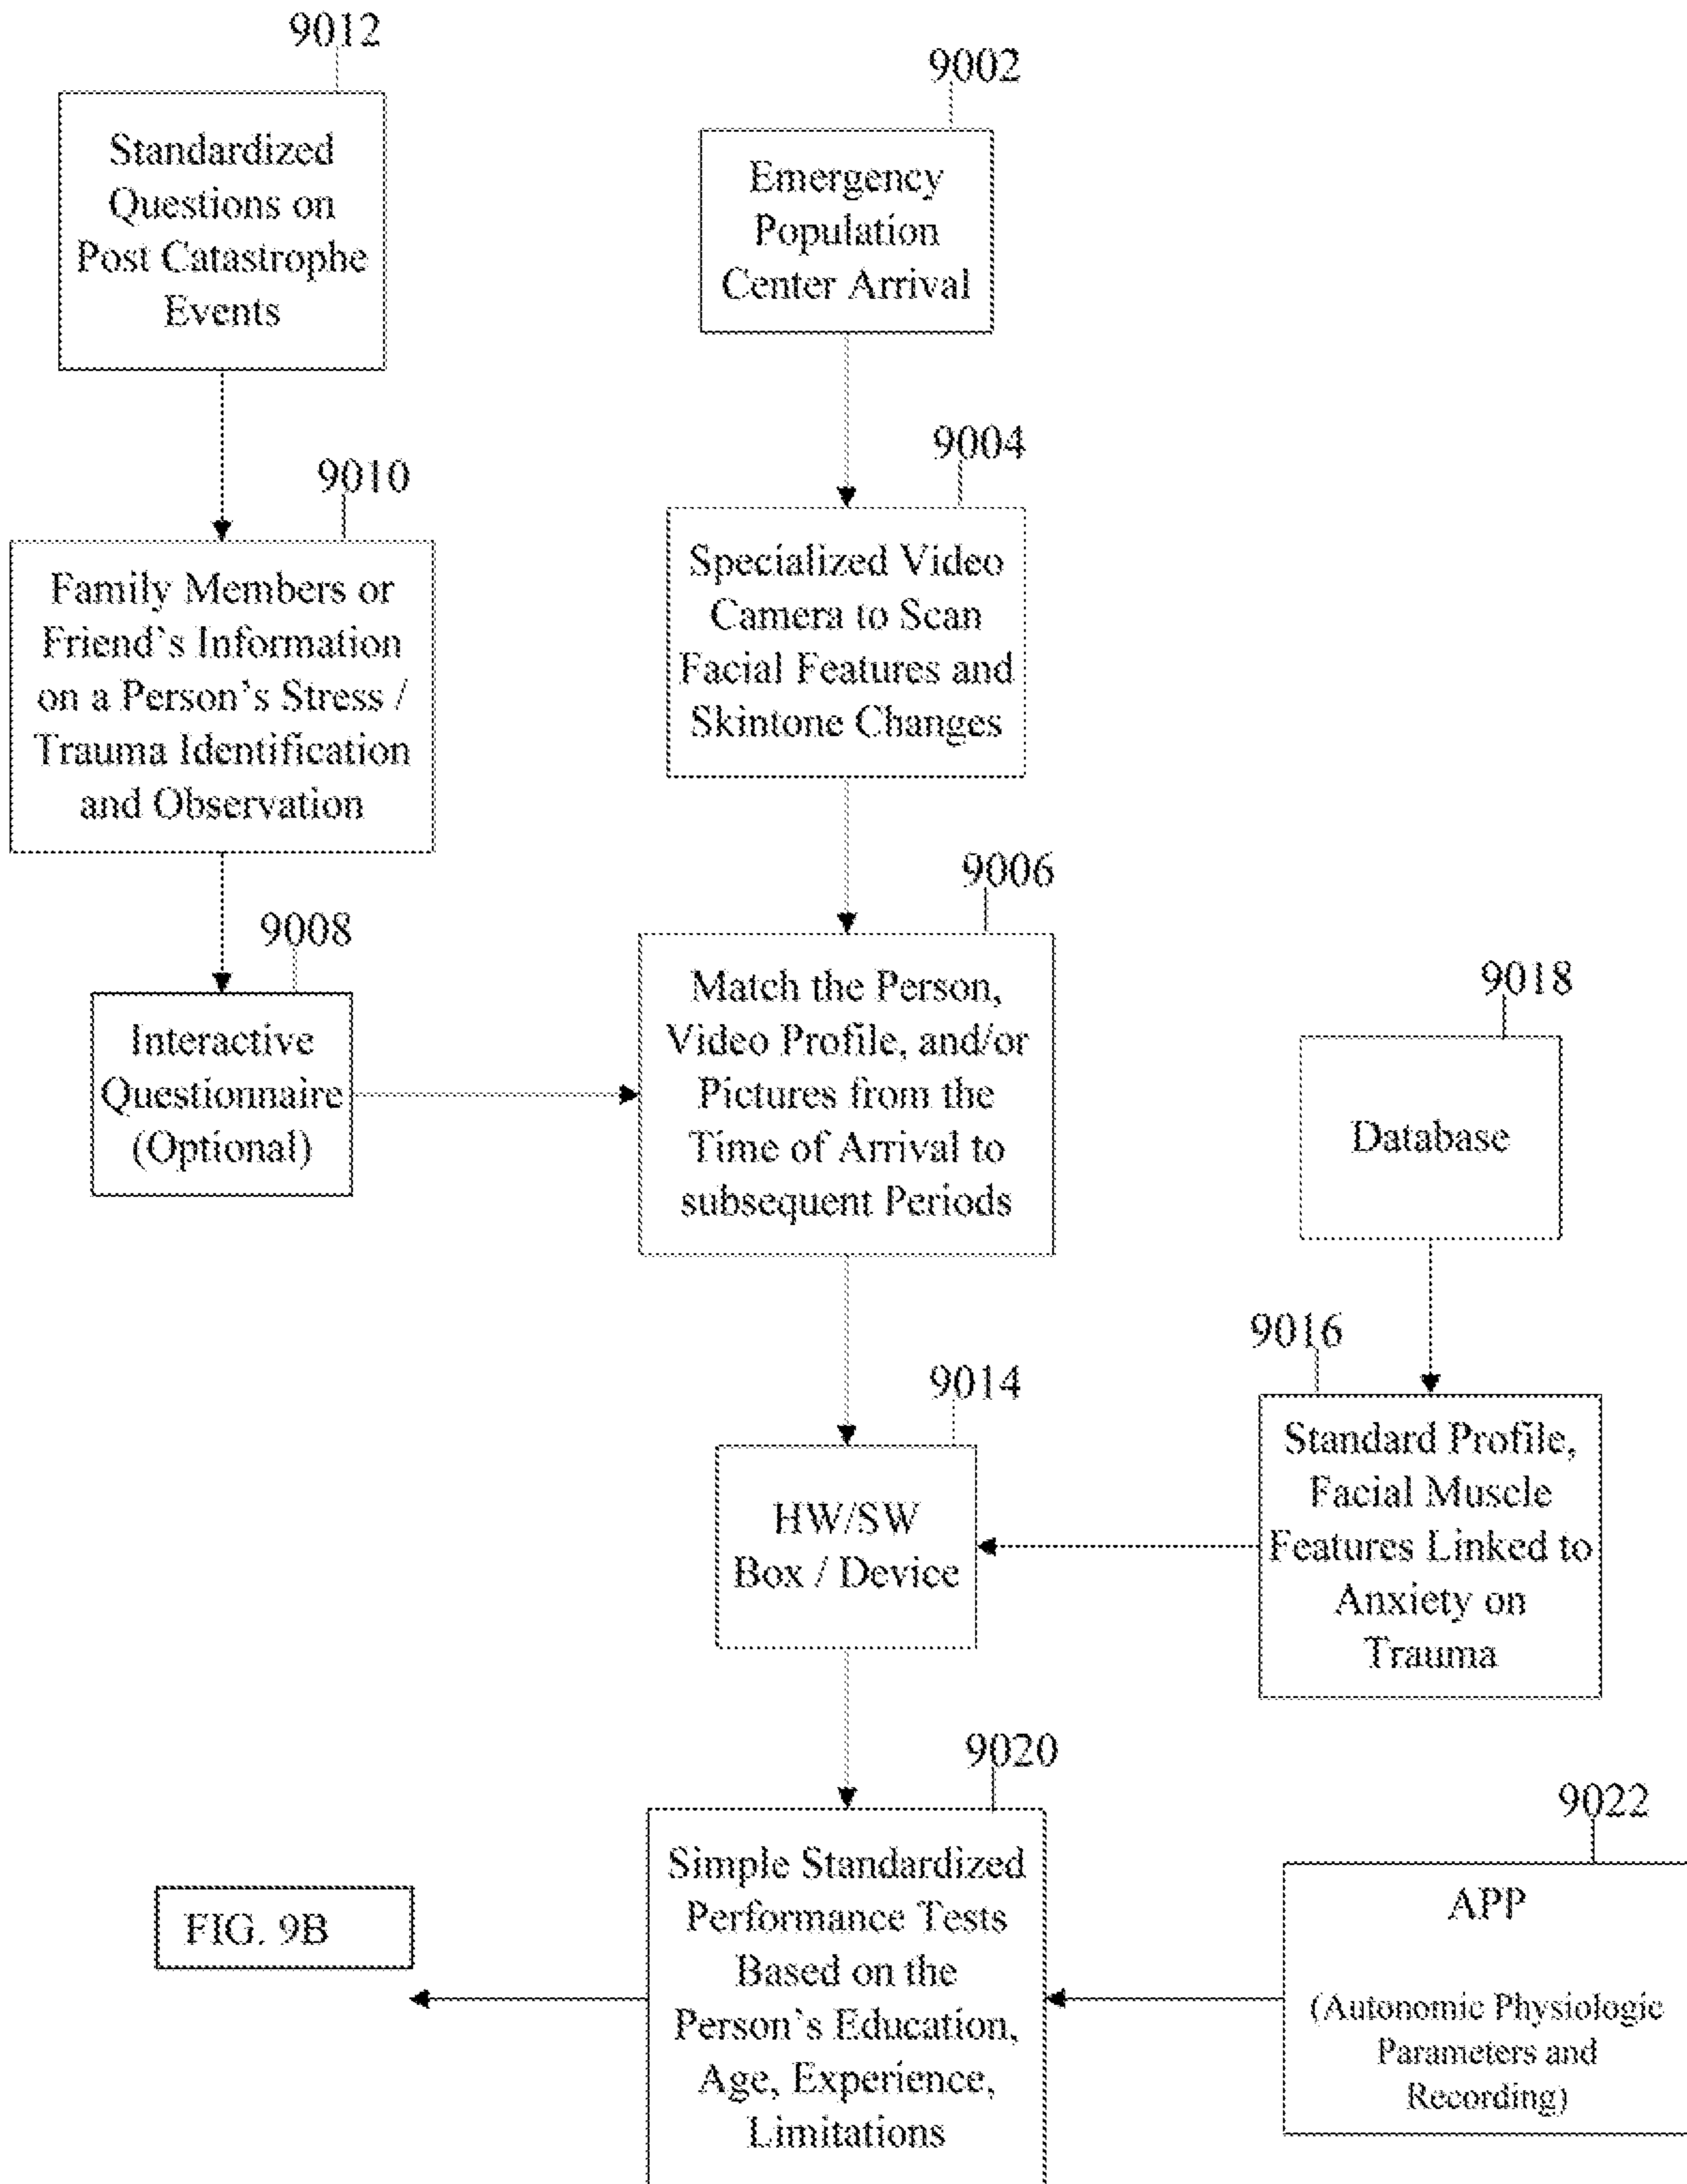 9012
Standardized
Questions on
Post Catastrophe
Events
9002
Emergency
Population
Center Arrival
9010
Family Members or
Friend's Information
on a Person's Stress /
Trauma Identification
and Observation
9004
Specialized Video
Camera to Scan
Facial Features and
Skintone Changes
9008
Interactive
Questionnaire
(Optional)
9006
Match the Person,
Video Profile, and/or
Pictures from the
Time of Arrival to
subsequent Periods
9018
Database
9014
HW/SW
Box / Device
9016
Standard Profile,
Facial Muscle
Features Linked to
Anxiety on
Trauma
FIG. 9B
9020
Simple Standardized
Performance Tests
Based on the
Person's Education,
Age, Experience,
Limitations
9022
APP
(Autonomic Physiologic
Parameters and
Recording)